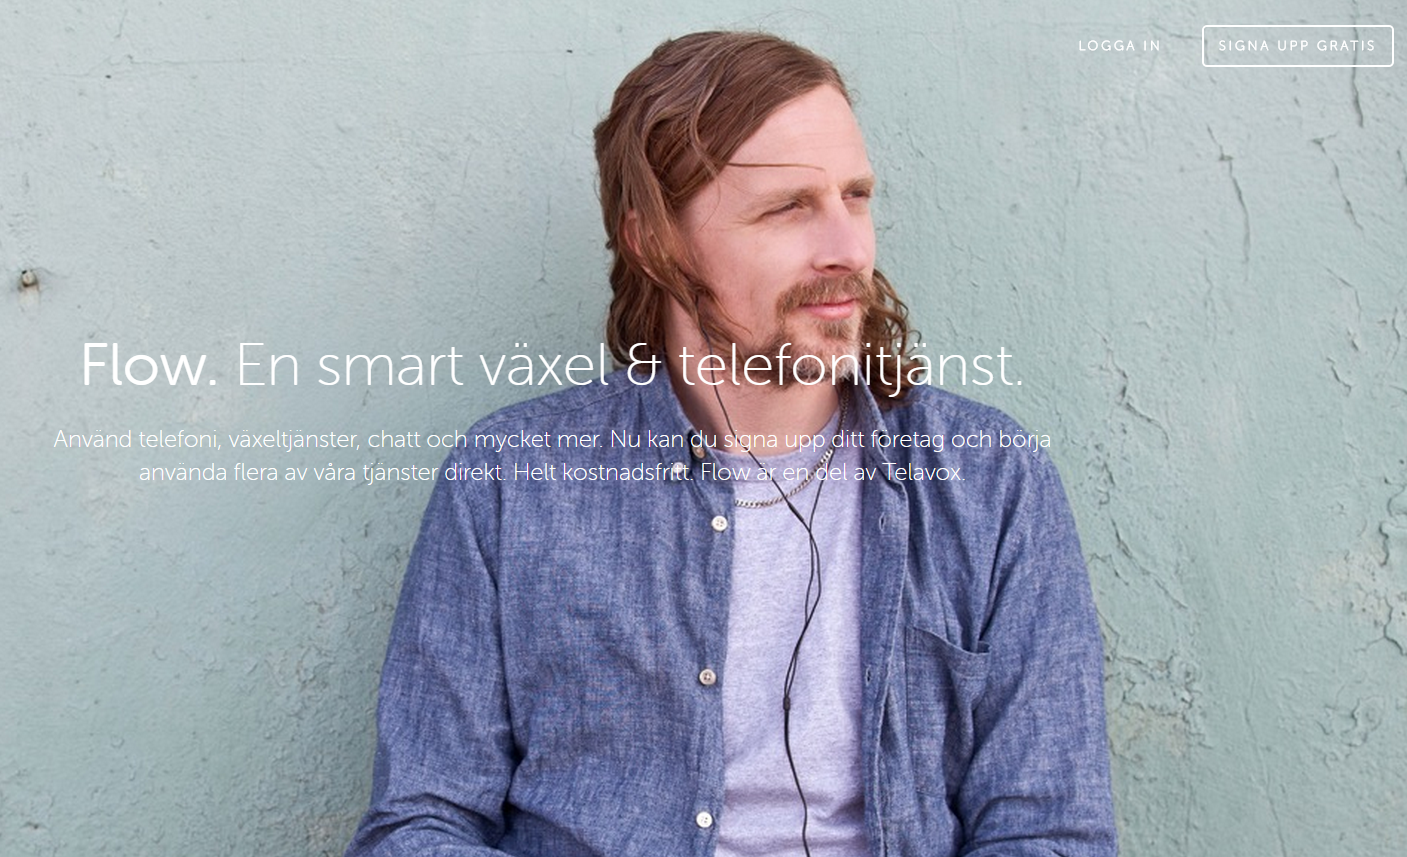 LOGGA IN
SIGNA UPP GRATIS
Flow. En smart växel & telefonitjänst.
Använd telefoni, växeltjänster, chatt och mycket mer. Nu kan du signa upp ditt företag och börja
använda flera av våra tjänster direkt. Helt kostnadsfritt. Flow är en del av Telavox.